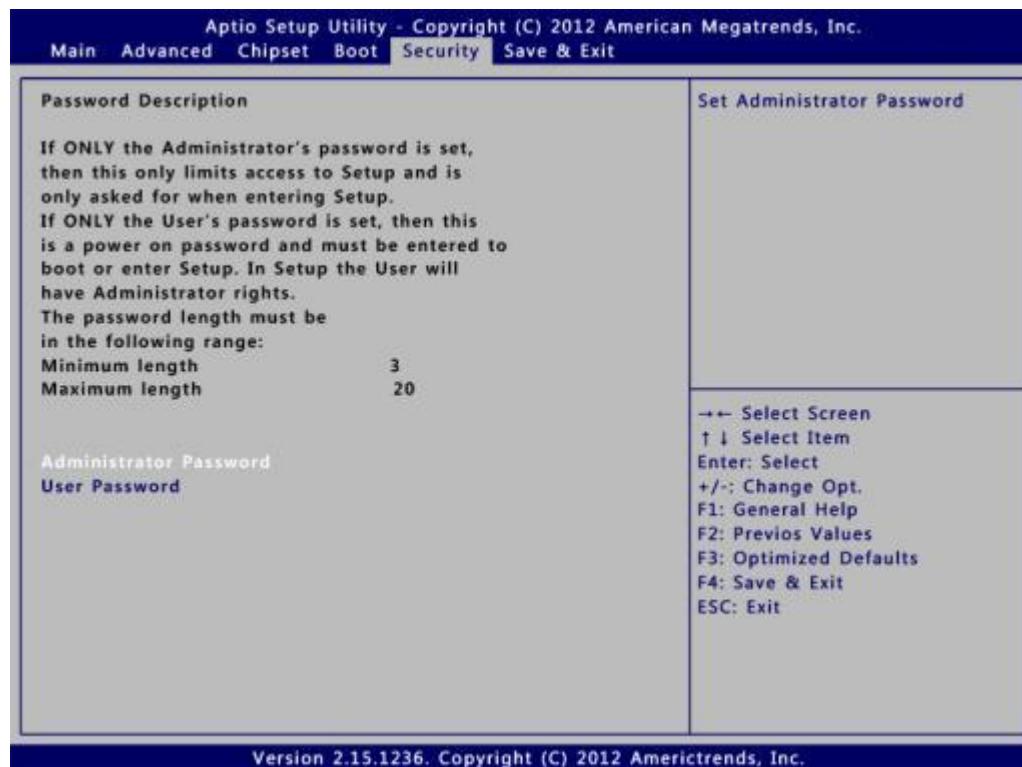 Aptio Setup Utility - Copyright (C) 2012 American Megatrends, Inc.
Main Advanced Chipset Boot Security Save & Exit
Password Description
If ONLY the Administrator's password is set,
then this only limits access to Setup and is
only asked for when entering Setup.
If ONLY the User's password is set, then this
is a power on password and must be entered to
boot or enter Setup. In Setup the User will
have Administrator rights.
The password length must be
in the following range:
Minimum length 3
Maximum length 20
Administrator Password
User Password
Set Administrator Password
→← Select Screen
↑↓ Select Item
Enter: Select
+/-: Change Opt.
F1: General Help
F2: Previos Values
F3: Optimized Defaults
F4: Save & Exit
ESC: Exit
Version 2.15.1236. Copyright (C) 2012 Americtrends, Inc.